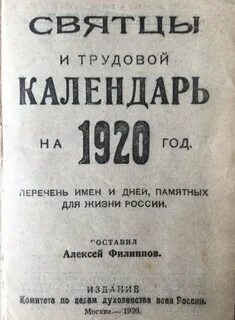 СВЯТЦЫ
И ТРУДОВОЙ
КАЛЕНДАРЬ
НА 1920 ГОД.
ПЕРЕЧЕНЬ ИМЕН И ДНЕЙ, ПАМЯТНЫХ
ДЛЯ ЖИЗНИ РОССИИ.
СОСТАВИЛ
Алексей Филиппов.
ИЗДАНИЕ
Комитета по делам духовенства всея России.
Москва.—1920.